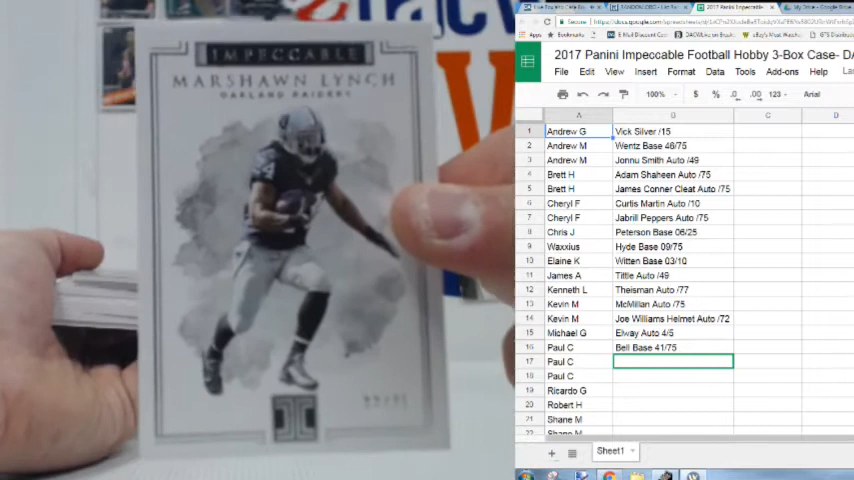 IMPECCABLE
MARSHAWN LYNCH
OAKLAND RAIDERS
Secure
Apps Bookmarks
2017 Panini Impeccable Football Hobby 3-Box Case- DA
File Edit View Insert Format Data Tools Add-ons Help
100% $ % .0 .00 123 Arial
A B C D
1 Andrew G Vick Silver /15
2 Andrew M Wentz Base 46/75
3 Andrew M Jonnu Smith Auto /49
4 Brett H Adam Shaheen Auto /75
5 Brett H James Conner Cleat Auto /75
6 Cheryl F Curtis Martin Auto /10
7 Cheryl F Jabrill Peppers Auto /75
8 Chris J Peterson Base 06/25
9 Waxxius Hyde Base 09/75
10 Elaine K Witten Base 03/10
11 James A Tittle Auto /49
12 Kenneth L Theisman Auto /77
13 Kevin M McMillan Auto /75
14 Kevin M Joe Williams Helmet Auto /72
15 Michael G Elway Auto 4/5
16 Paul C Bell Base 41/75
17 Paul C
18 Paul C
19 Ricardo G
20 Robert H
21 Shane M
22 Shane M
Sheet1